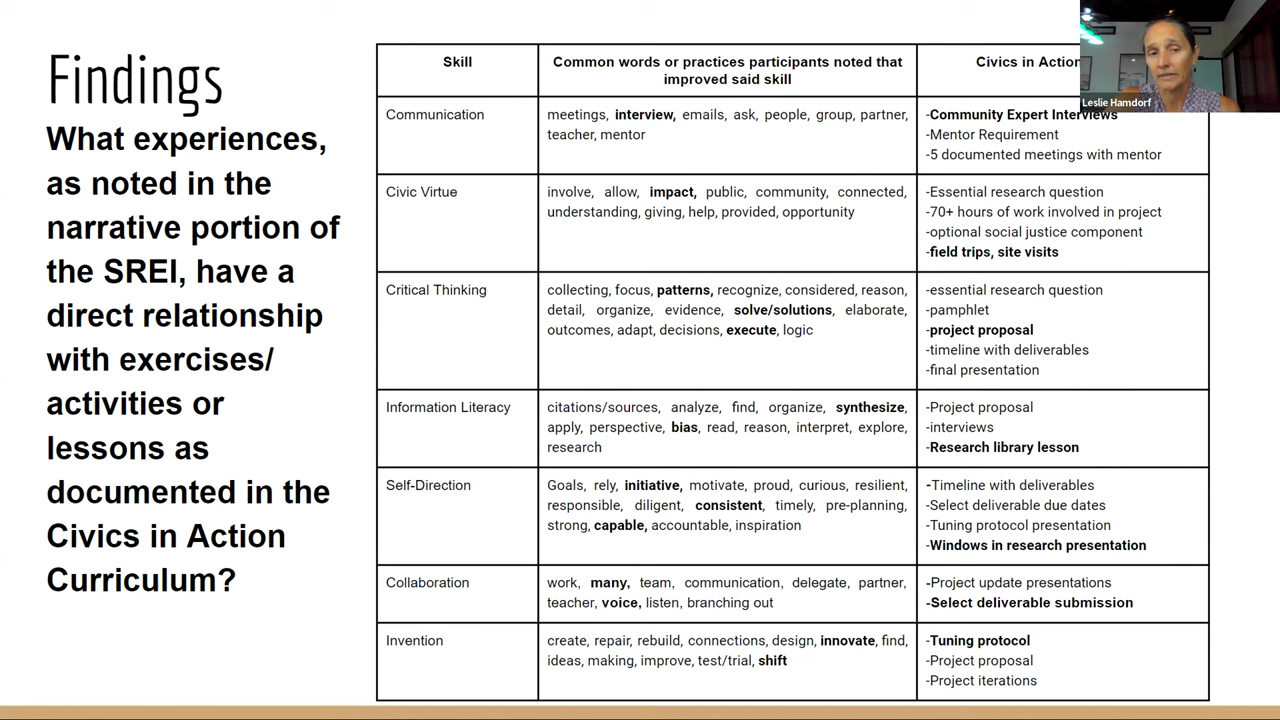 Findings
What experiences,
as noted in the
narrative portion of
the SREI, have a
direct relationship
with exercises/
activities or
lessons as
documented in the
Civics in Action
Curriculum?
Skill
Common words or practices participants noted that
improved said skill
Civics in Action
Leslie Hamdorf
Communication
meetings, interview, emails, ask, people, group, partner,
teacher, mentor
-Community Expert Interviews
-Mentor Requirement
-5 documented meetings with mentor
Civic Virtue
involve, allow, impact, public, community, connected,
understanding, giving, help, provided, opportunity
-Essential research question
-70+ hours of work involved in project
-optional social justice component
-field trips, site visits
Critical Thinking
collecting, focus, patterns, recognize, considered, reason,
detail, organize, evidence, solve/solutions, elaborate,
outcomes, adapt, decisions, execute, logic
-essential research question
-pamphlet
-project proposal
-timeline with deliverables
-final presentation
Information Literacy
citations/sources, analyze, find, organize, synthesize,
apply, perspective, bias, read, reason, interpret, explore,
research
-Project proposal
-interviews
-Research library lesson
Self-Direction
Goals, rely, initiative, motivate, proud, curious, resilient,
responsible, diligent, consistent, timely, pre-planning,
strong, capable, accountable, inspiration
-Timeline with deliverables
-Select deliverable due dates
-Tuning protocol presentation
-Windows in research presentation
Collaboration
work, many, team, communication, delegate, partner,
teacher, voice, listen, branching out
-Project update presentations
-Select deliverable submission
Invention
create, repair, rebuild, connections, design, innovate, find,
ideas, making, improve, test/trial, shift
-Tuning protocol
-Project proposal
-Project iterations